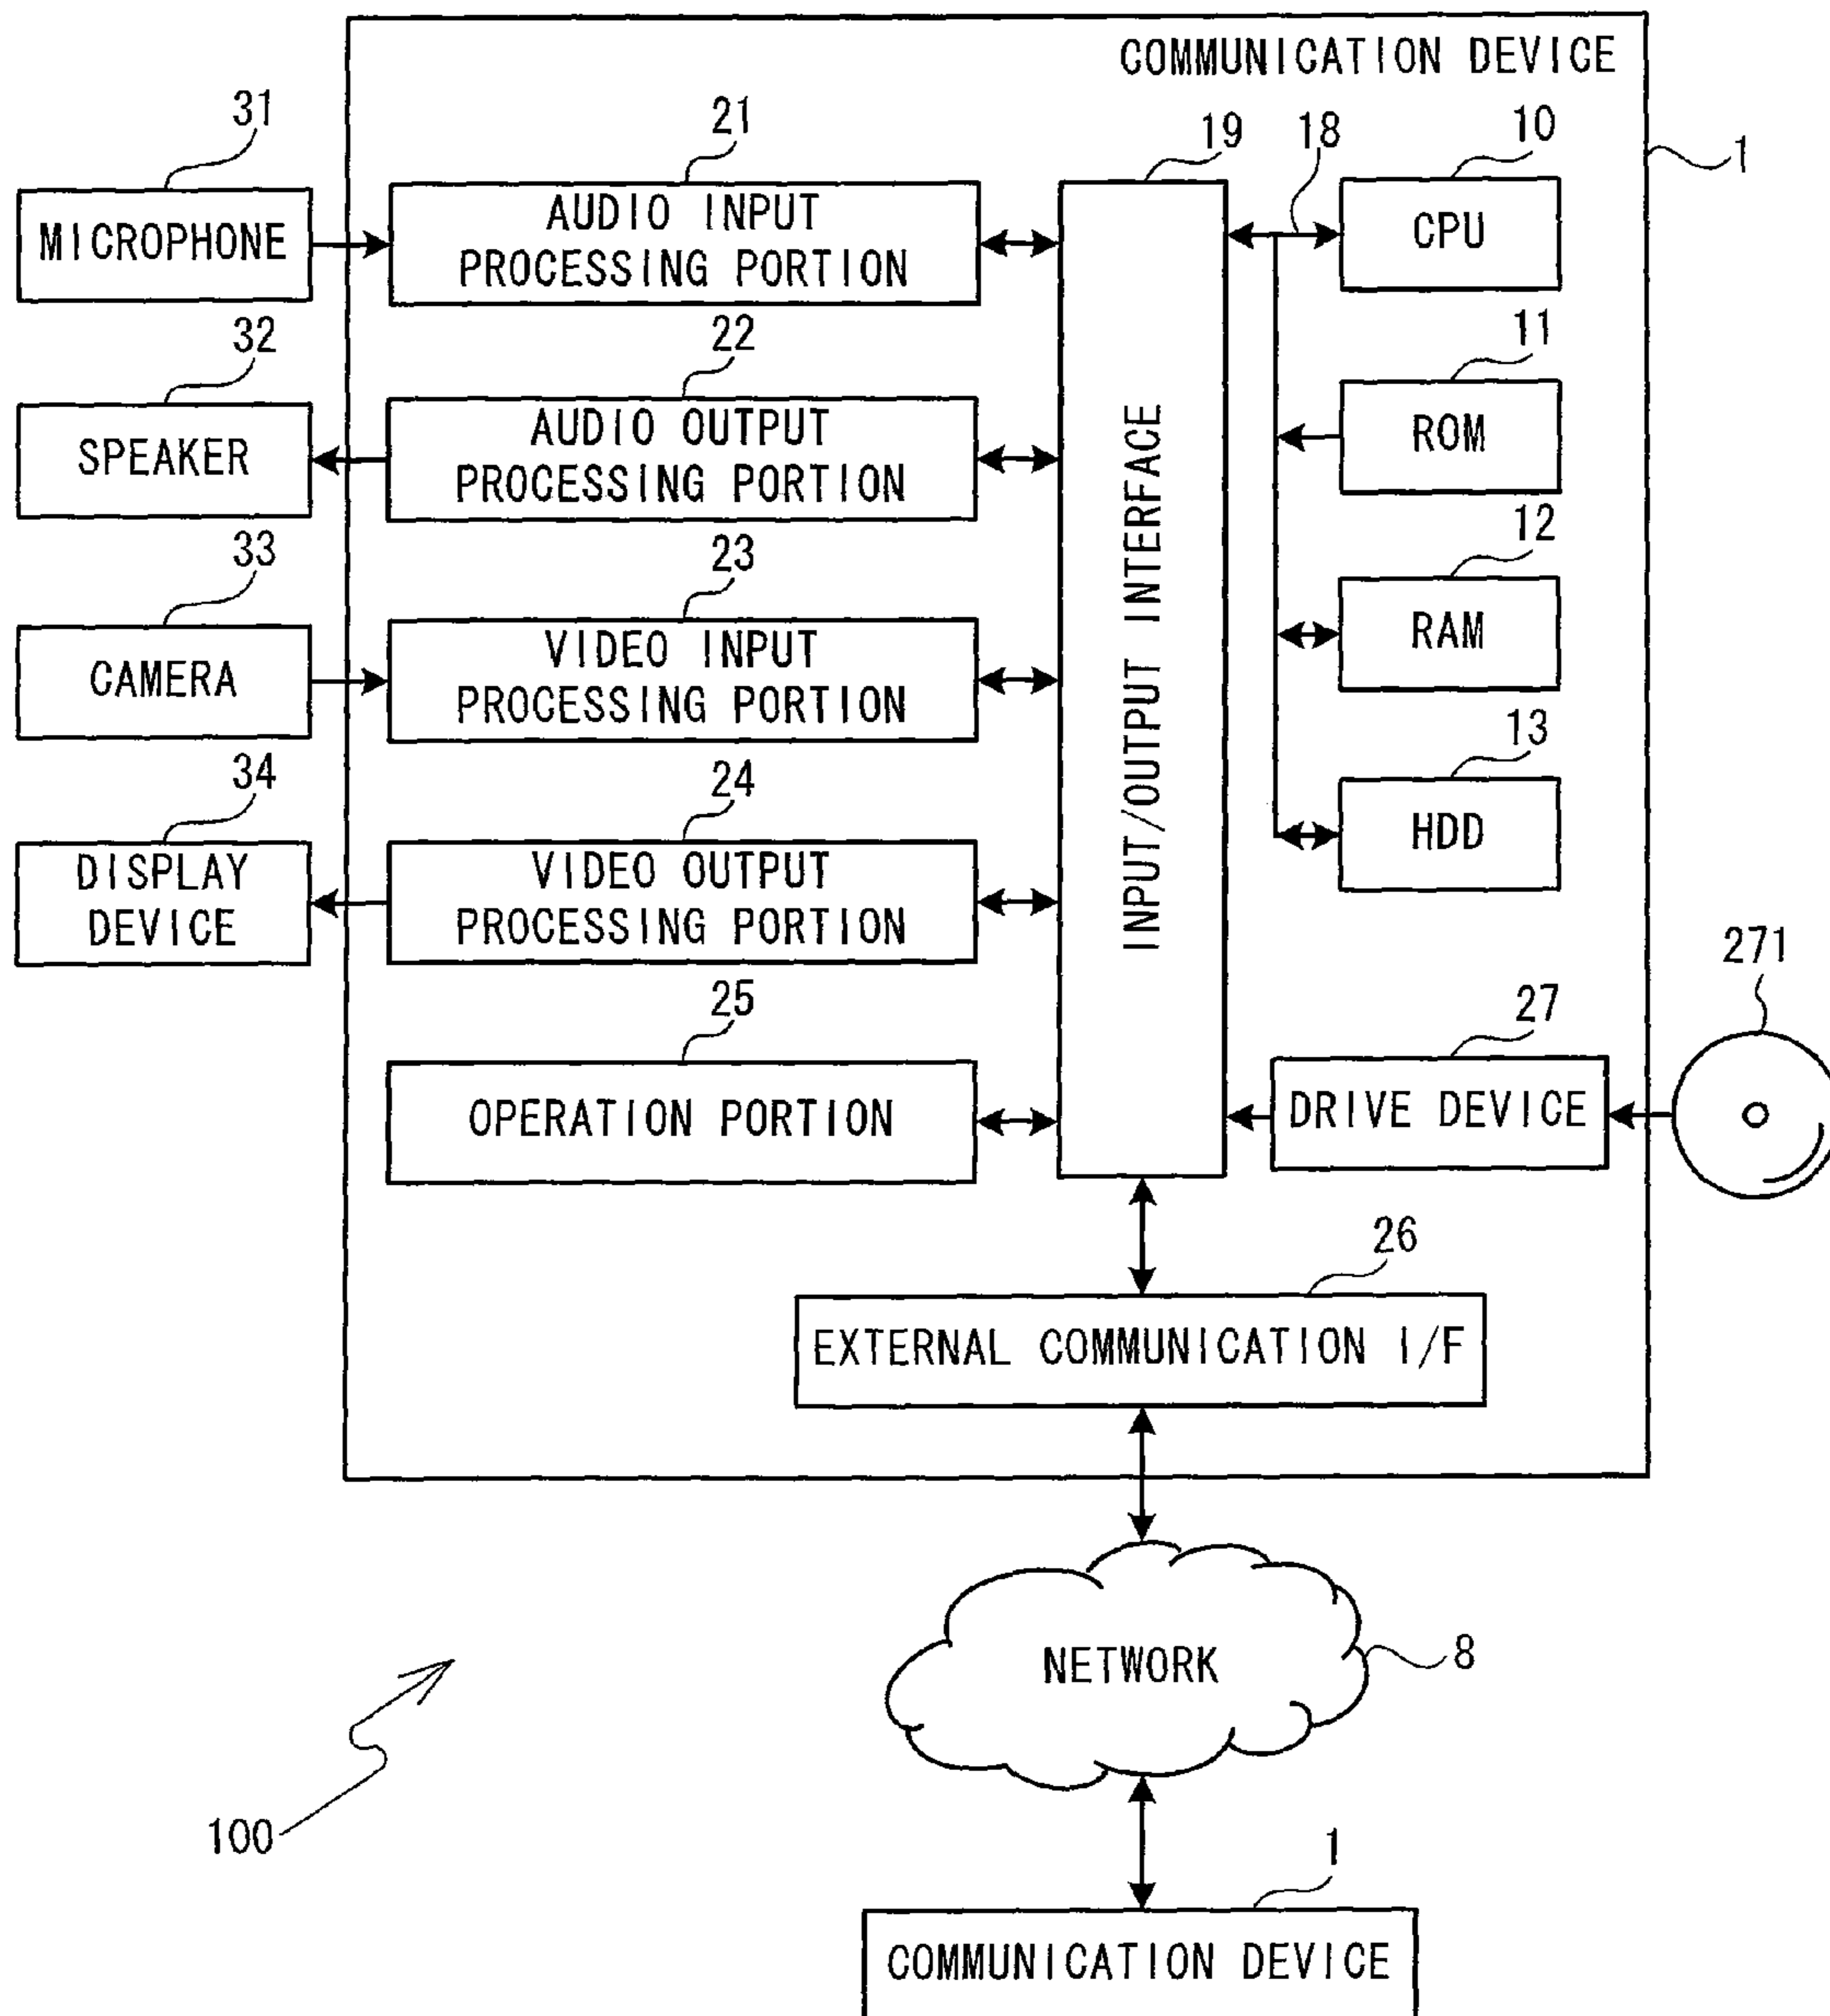 COMMUNICATION DEVICE
1
31
MICROPHONE
21
AUDIO INPUT
PROCESSING PORTION
19
18
10
CPU
32
SPEAKER
22
AUDIO OUTPUT
PROCESSING PORTION
11
ROM
33
CAMERA
23
VIDEO INPUT
PROCESSING PORTION
INPUT/OUTPUT INTERFACE
12
RAM
34
DISPLAY
DEVICE
24
VIDEO OUTPUT
PROCESSING PORTION
13
HDD
25
OPERATION PORTION
27
DRIVE DEVICE
271
26
EXTERNAL COMMUNICATION I/F
NETWORK
8
100
1
COMMUNICATION DEVICE